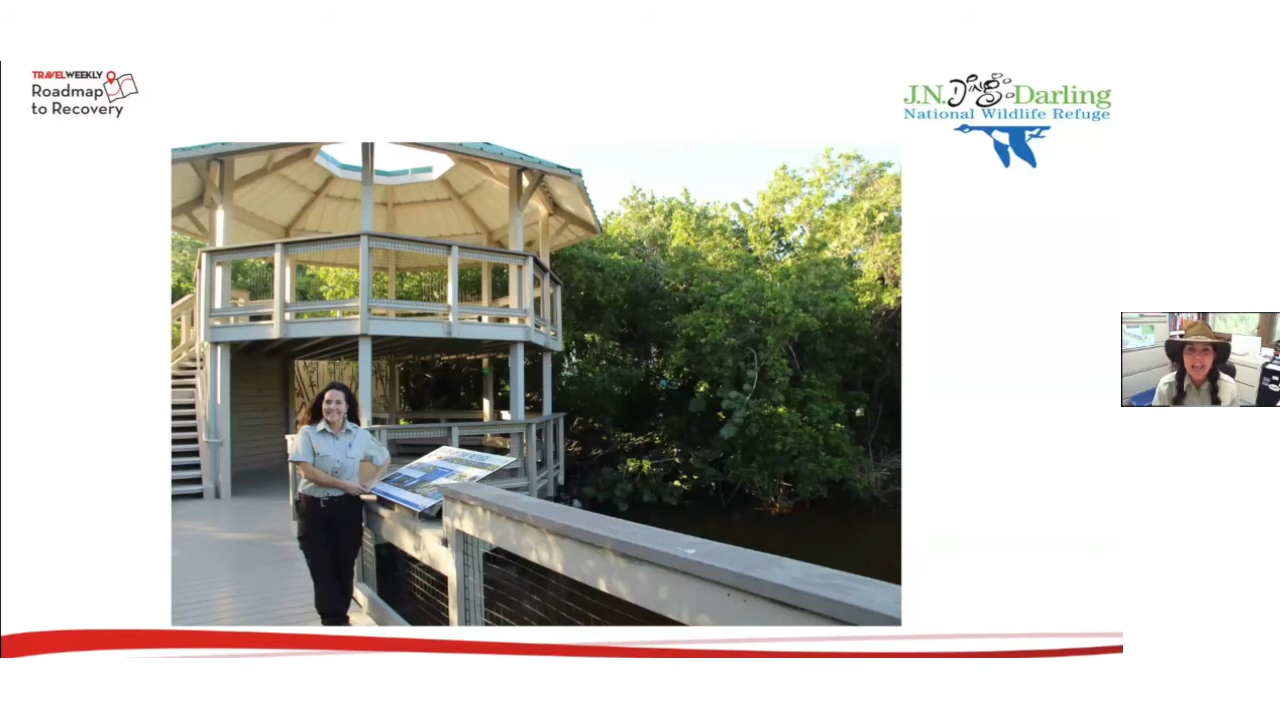 TRAVELWEEKLY
Roadmap
to Recovery
J.N. Ding Darling
National Wildlife Refuge